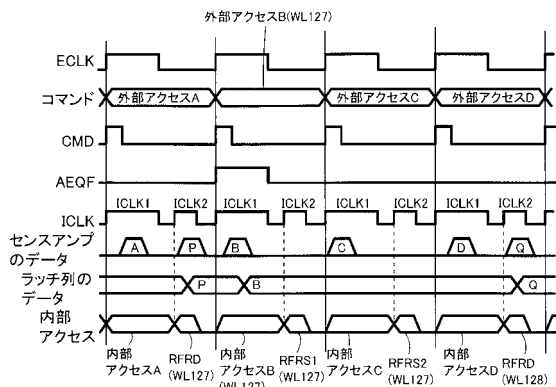 外部アクセスB(WL127)
ECLK
コマンド 外部アクセスA 外部アクセスC 外部アクセスD
CMD
AEQF
ICLK1 ICLK2 ICLK1 ICLK2 ICLK1 ICLK2 ICLK1 ICLK2
ICLK
センスアンプのデータ A P B C D Q
ラッチ列のデータ P B Q
内部アクセス
内部アクセスA RFRD(WL127) 内部アクセスB(WL127) RFRS1(WL127) 内部アクセスC RFRS2(WL127) 内部アクセスD RFRD(WL128)